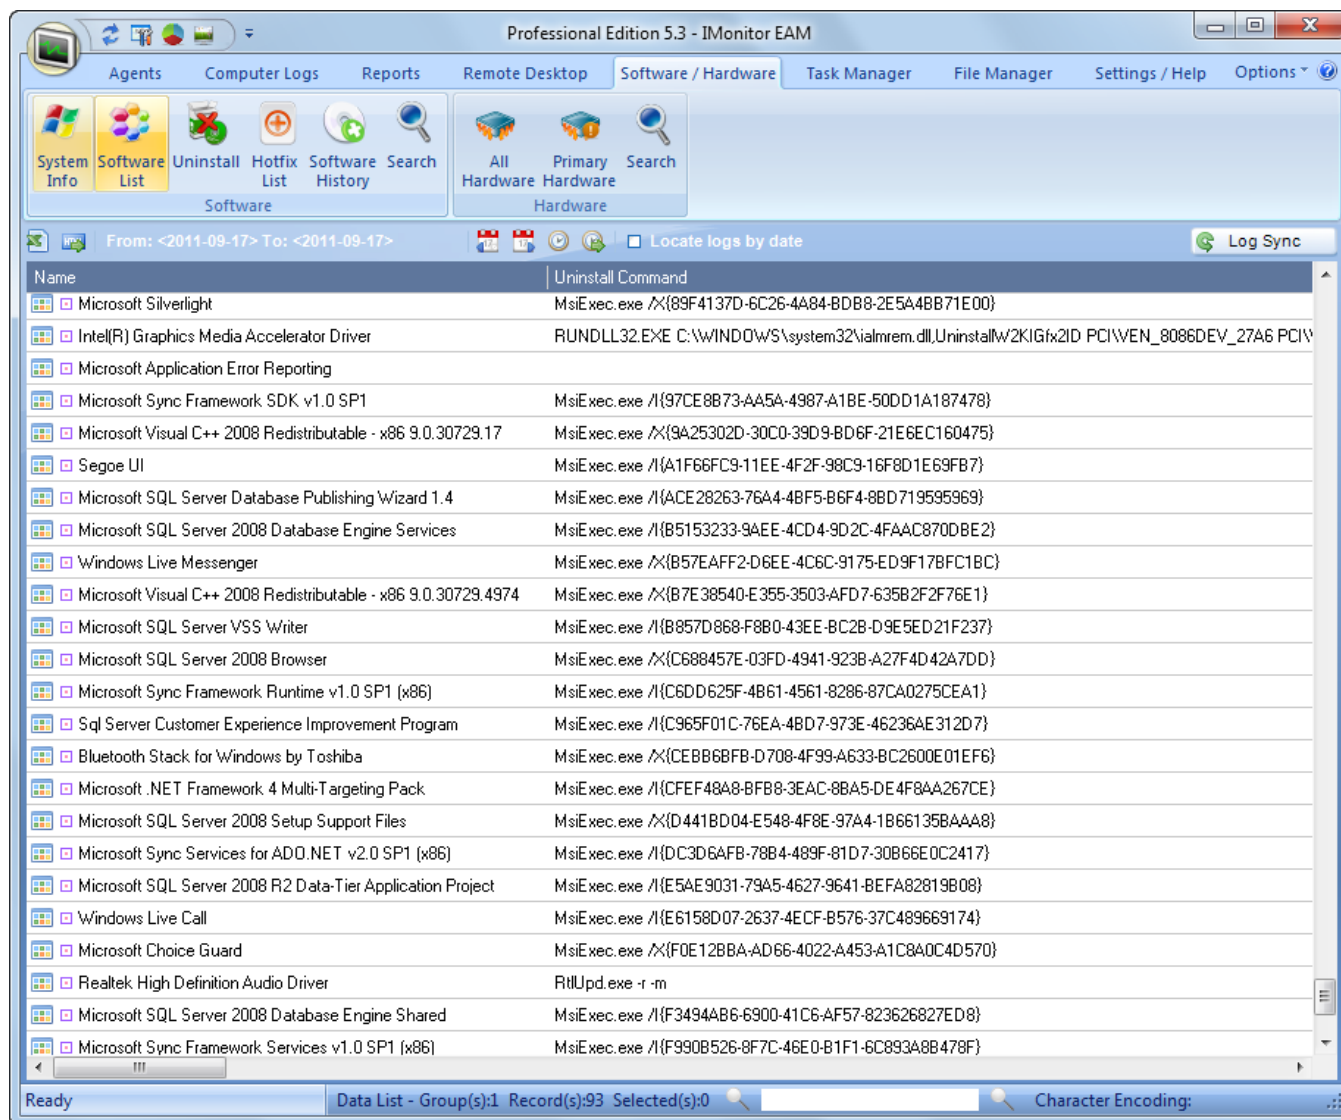 Professional Edition 5.3 - IMonitor EAM
Agents Computer Logs Reports Remote Desktop Software / Hardware Task Manager File Manager Settings / Help Options
System Info Software List Uninstall Hotfix List Software History Search All Hardware Primary Hardware Search
Software Hardware
From: <2011-09-17> To: <2011-09-17> Locate logs by date Log Sync
Name Uninstall Command
Microsoft Silverlight MsiExec.exe /X{89F4137D-6C26-4A84-BDB8-2E5A4BB71E00}
Intel(R) Graphics Media Accelerator Driver RUNDLL32.EXE C:\WINDOWS\system32\ialmrem.dll,UninstallW2KIGfx2ID PCI\VEN_8086DEV_27A6 PCI\
Microsoft Application Error Reporting
Microsoft Sync Framework SDK v1.0 SP1 MsiExec.exe /I{97CE8B73-AA5A-4987-A1BE-50DD1A187478}
Microsoft Visual C++ 2008 Redistributable - x86 9.0.30729.17 MsiExec.exe /X{9A25302D-30C0-39D9-BD6F-21E6EC160475}
Segoe UI MsiExec.exe /I{A1F66FC9-11EE-4F2F-98C9-16F8D1E69FB7}
Microsoft SQL Server Database Publishing Wizard 1.4 MsiExec.exe /I{ACE28263-76A4-4BF5-B6F4-8BD719595969}
Microsoft SQL Server 2008 Database Engine Services MsiExec.exe /I{B5153233-9AEE-4CD4-9D2C-4FAAC870DBE2}
Windows Live Messenger MsiExec.exe /X{B57EAFF2-D6EE-4C6C-9175-ED9F17BFC1BC}
Microsoft Visual C++ 2008 Redistributable - x86 9.0.30729.4974 MsiExec.exe /X{B7E38540-E355-3503-AFD7-635B2F2F76E1}
Microsoft SQL Server VSS Writer MsiExec.exe /I{B857D868-F8B0-43EE-BC2B-D9E5ED21F237}
Microsoft SQL Server 2008 Browser MsiExec.exe /X{C688457E-03FD-4941-923B-A27F4D42A7DD}
Microsoft Sync Framework Runtime v1.0 SP1 (x86) MsiExec.exe /I{C6DD625F-4B61-4561-8286-87CA0275CEA1}
Sql Server Customer Experience Improvement Program MsiExec.exe /I{C965F01C-76EA-4BD7-973E-46236AE312D7}
Bluetooth Stack for Windows by Toshiba MsiExec.exe /X{CEBB6BFB-D708-4F99-A633-BC2600E01EF6}
Microsoft .NET Framework 4 Multi-Targeting Pack MsiExec.exe /I{CFEF48A8-BFB8-3EAC-8BA5-DE4F8AA267CE}
Microsoft SQL Server 2008 Setup Support Files MsiExec.exe /X{D441BD04-E548-4F8E-97A4-1B66135BAAA8}
Microsoft Sync Services for ADO.NET v2.0 SP1 (x86) MsiExec.exe /I{DC3D6AFB-78B4-489F-81D7-30B66E0C2417}
Microsoft SQL Server 2008 R2 Data-Tier Application Project MsiExec.exe /I{E5AE9031-79A5-4627-9641-BEFA82819B08}
Windows Live Call MsiExec.exe /I{E6158D07-2637-4ECF-B576-37C489669174}
Microsoft Choice Guard MsiExec.exe /X{F0E12BBA-AD66-4022-A453-A1C8A0C4D570}
Realtek High Definition Audio Driver RtlUpd.exe -r -m
Microsoft SQL Server 2008 Database Engine Shared MsiExec.exe /I{F3494AB6-6900-41C6-AF57-823626827ED8}
Microsoft Sync Framework Services v1.0 SP1 (x86) MsiExec.exe /I{F990B526-8F7C-46E0-B1F1-6C893A8B478F}
Ready Data List - Group(s):1 Record(s):93 Selected(s):0 Character Encoding: